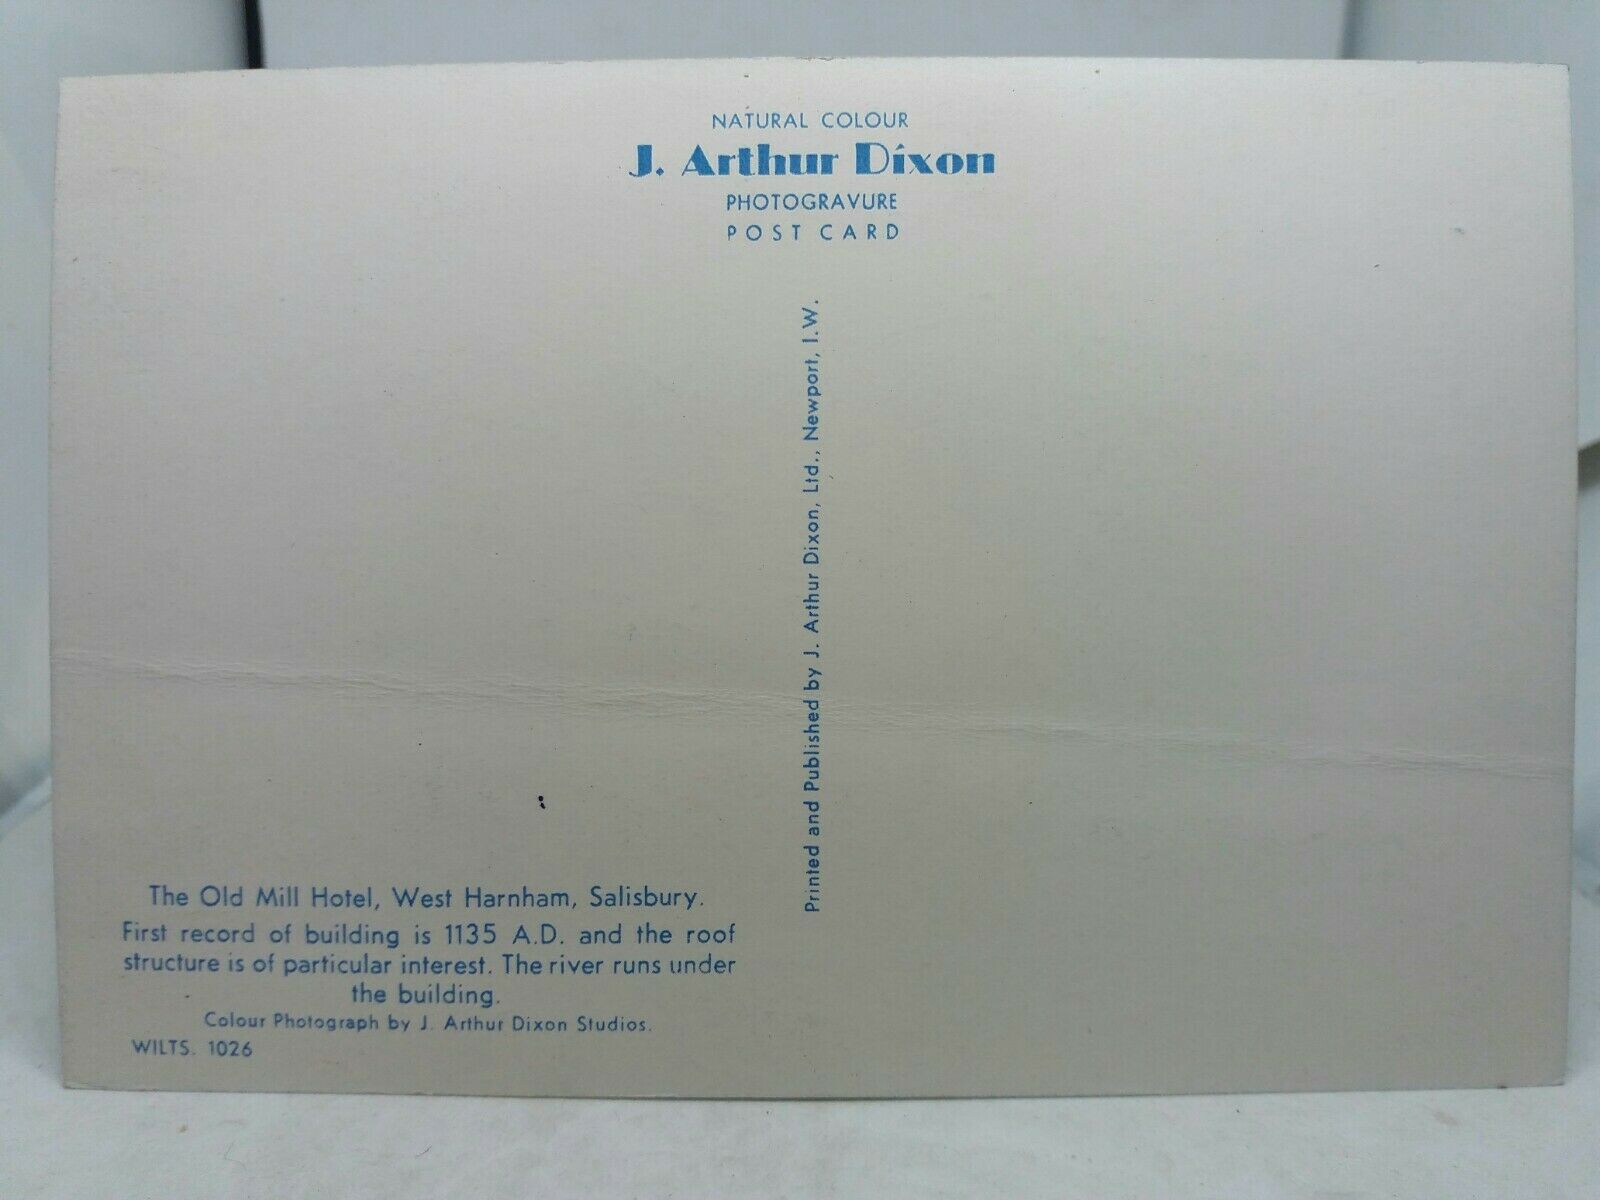 NATURAL COLOUR
J. Arthur Dixon
PHOTOGRAVURE
POST CARD
Printed and Published by J. Arthur Dixon, Ltd., Newport, I.W.
The Old Mill Hotel, West Harnham, Salisbury.
First record of building is 1135 A.D. and the roof
structure is of particular interest. The river runs under
the building.
Colour Photograph by J. Arthur Dixon Studios.
WILTS. 1026